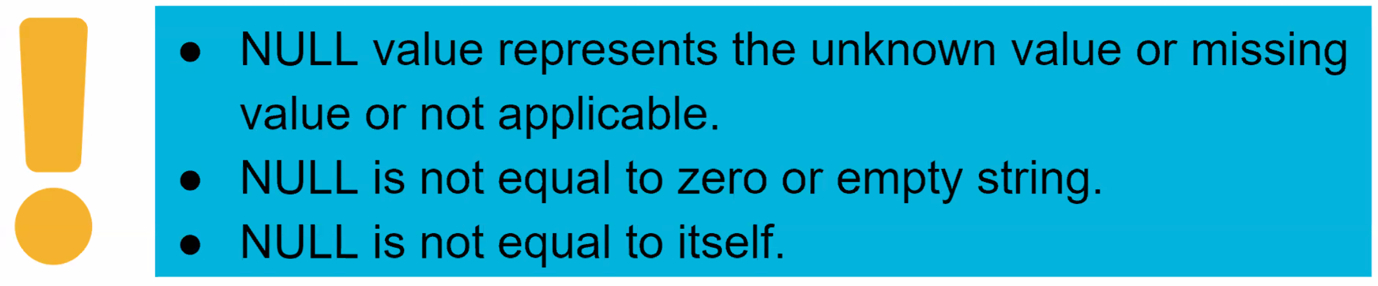 ● NULL value represents the unknown value or missing
value or not applicable.
● NULL is not equal to zero or empty string.
● NULL is not equal to itself.